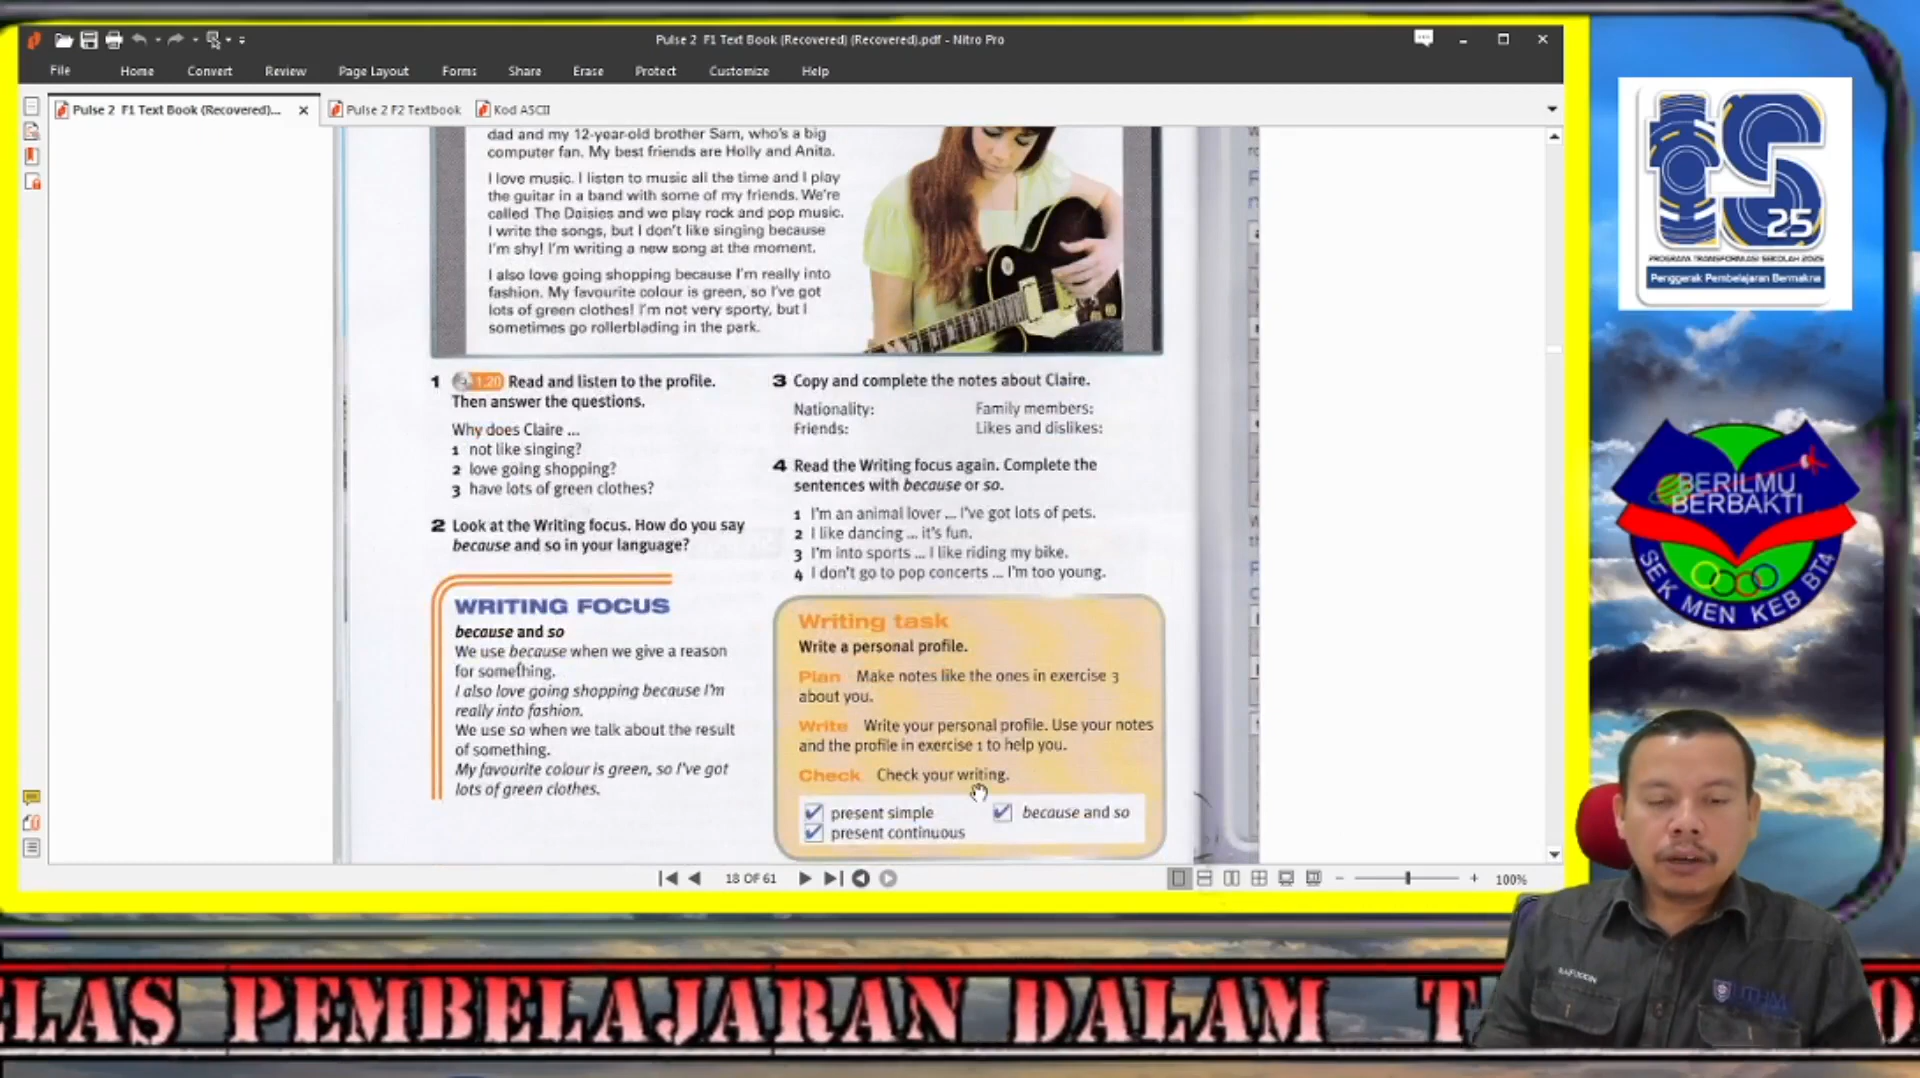 Pulse 2 F1 Text Book (Recovered) (Recovered).pdf - Nitro Pro
File Home Convert Review Page Layout Forms Share Erase Protect Customize Help
Pulse 2 F1 Text Book (Recovered)... Pulse 2 F2 Textbook Kod ASCII
dad and my 12-year-old brother Sam, who's a big
computer fan. My best friends are Holly and Anita.
I love music. I listen to music all the time and I play
the guitar in a band with some of my friends. We're
called The Daisies and we play rock and pop music.
I write the songs, but I don't like singing because
I'm shy! I'm writing a new song at the moment.
I also love going shopping because I'm really into
fashion. My favourite colour is green, so I've got
lots of green clothes! I'm not very sporty, but I
sometimes go rollerblading in the park.
1 1.20 Read and listen to the profile.
Then answer the questions.
Why does Claire ...
1 not like singing?
2 love going shopping?
3 have lots of green clothes?
2 Look at the Writing focus. How do you say
because and so in your language?
WRITING FOCUS
because and so
We use because when we give a reason
for something.
I also love going shopping because I'm
really into fashion.
We use so when we talk about the result
of something.
My favourite colour is green, so I've got
lots of green clothes.
3 Copy and complete the notes about Claire.
Nationality: Family members:
Friends: Likes and dislikes:
4 Read the Writing focus again. Complete the
sentences with because or so.
1 I'm an animal lover ... I've got lots of pets.
2 I like dancing ... it's fun.
3 I'm into sports ... I like riding my bike.
4 I don't go to pop concerts ... I'm too young.
Writing task
Write a personal profile.
Plan Make notes like the ones in exercise 3
about you.
Write Write your personal profile. Use your notes
and the profile in exercise 1 to help you.
Check Check your writing.
present simple because and so
present continuous
18 OF 61
100%
tS
25
PROGRAM TRANSFORMASI SEKOLAH 2025
Penggerak Pembelajaran Bermakna
BERILMU
BERBAKTI
SEK MEN KEB BT4
ELAS PEMBELAJARAN DALAM T